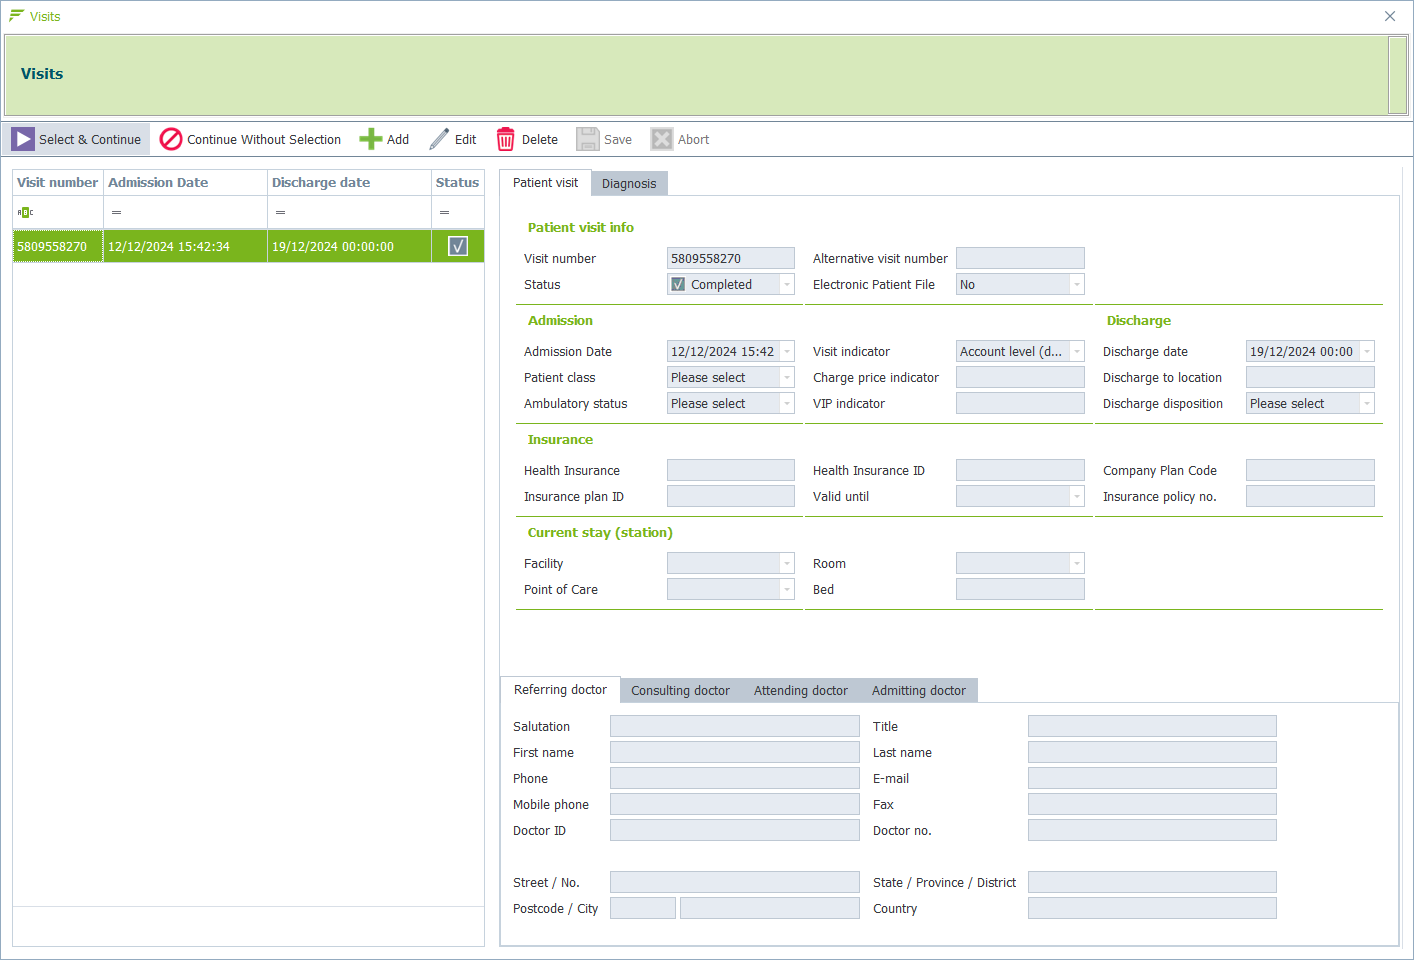 Visits
Visits
Select & Continue Continue Without Selection Add Edit Delete Save Abort
Visit number Admission Date Discharge date Status
= = =
5809558270 12/12/2024 15:42:34 19/12/2024 00:00:00
Patient visit Diagnosis
Patient visit info
Visit number 5809558270 Alternative visit number
Status Completed Electronic Patient File No
Admission Discharge
Admission Date 12/12/2024 15:42 Visit indicator Account level (d... Discharge date 19/12/2024 00:00
Patient class Please select Charge price indicator Discharge to location
Ambulatory status Please select VIP indicator Discharge disposition Please select
Insurance
Health Insurance Health Insurance ID Company Plan Code
Insurance plan ID Valid until Insurance policy no.
Current stay (station)
Facility Room
Point of Care Bed
Referring doctor Consulting doctor Attending doctor Admitting doctor
Salutation Title
First name Last name
Phone E-mail
Mobile phone Fax
Doctor ID Doctor no.
Street / No. State / Province / District
Postcode / City Country